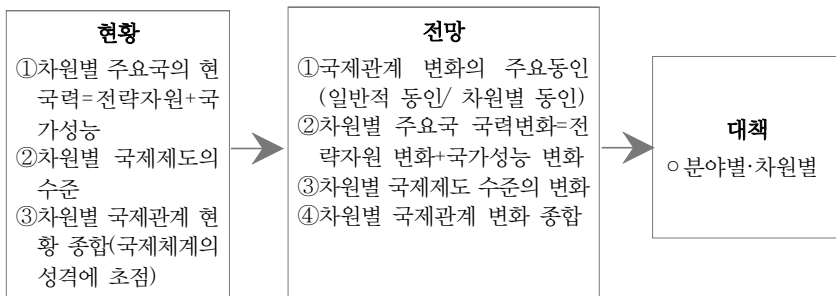 현황
①차원별 주요국의 현
국력=전략자원+국
가성능
②차원별 국제제도의
수준
③차원별 국제관계 현
황 종합(국제체계의
성격에 초점)
전망
①국제관계 변화의 주요동인
(일반적 동인/ 차원별 동인)
②차원별 주요국 국력변화=전
략자원 변화+국가성능 변화
③차원별 국제제도 수준의 변화
④차원별 국제관계 변화 종합
대책
○분야별·차원별